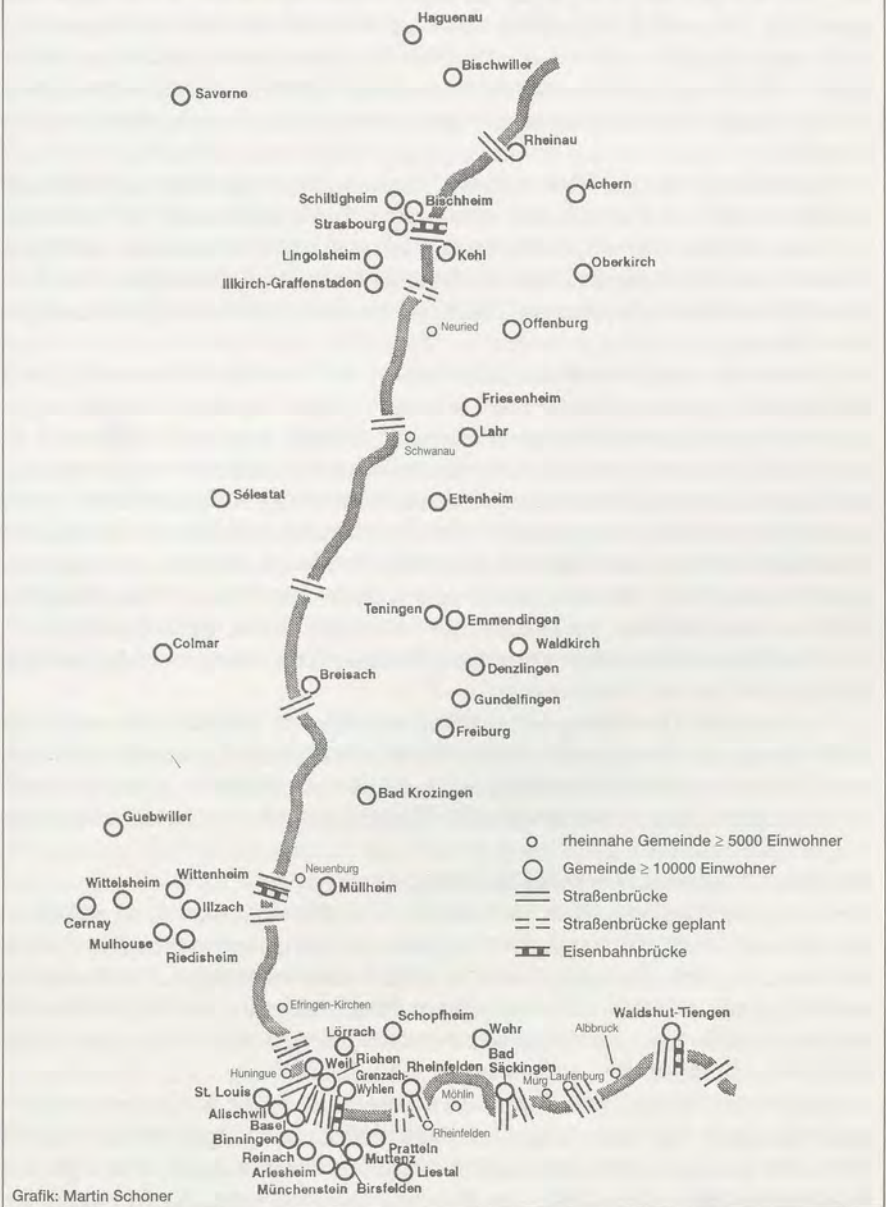 Haguenau
Bischwiller
Saverne
Rheinau
Achern
Schiltigheim
Bischheim
Strasbourg
Kehl
Lingolsheim
Oberkirch
Illkirch-Graffenstaden
Neuried
Offenburg
Friesenheim
Lahr
Schwanau
Sélestat
Ettenheim
Teningen
Emmendingen
Waldkirch
Colmar
Denzlingen
Breisach
Gundelfingen
Freiburg
Bad Krozingen
Guebwiller
rheinnahe Gemeinde ≥ 5000 Einwohner
Gemeinde ≥ 10000 Einwohner
Straßenbrücke
Straßenbrücke geplant
Eisenbahnbrücke
Wittenheim
Neuenburg
Wittelsheim
Müllheim
Illzach
Cernay
Mulhouse
Riedisheim
Efringen-Kirchen
Schopfheim
Waldshut-Tiengen
Lörrach
Wehr
Albbruck
Huningue
Weil
Riehen
Rheinfelden
Bad
Säckingen
Grenzach-
Wyhlen
Murg
Laufenburg
St. Louis
Möhlin
Allschwil
Basel
Rheinfelden
Binningen
Pratteln
Reinach
Muttenz
Arlesheim
Liestal
Münchenstein
Birsfelden
Grafik: Martin Schoner